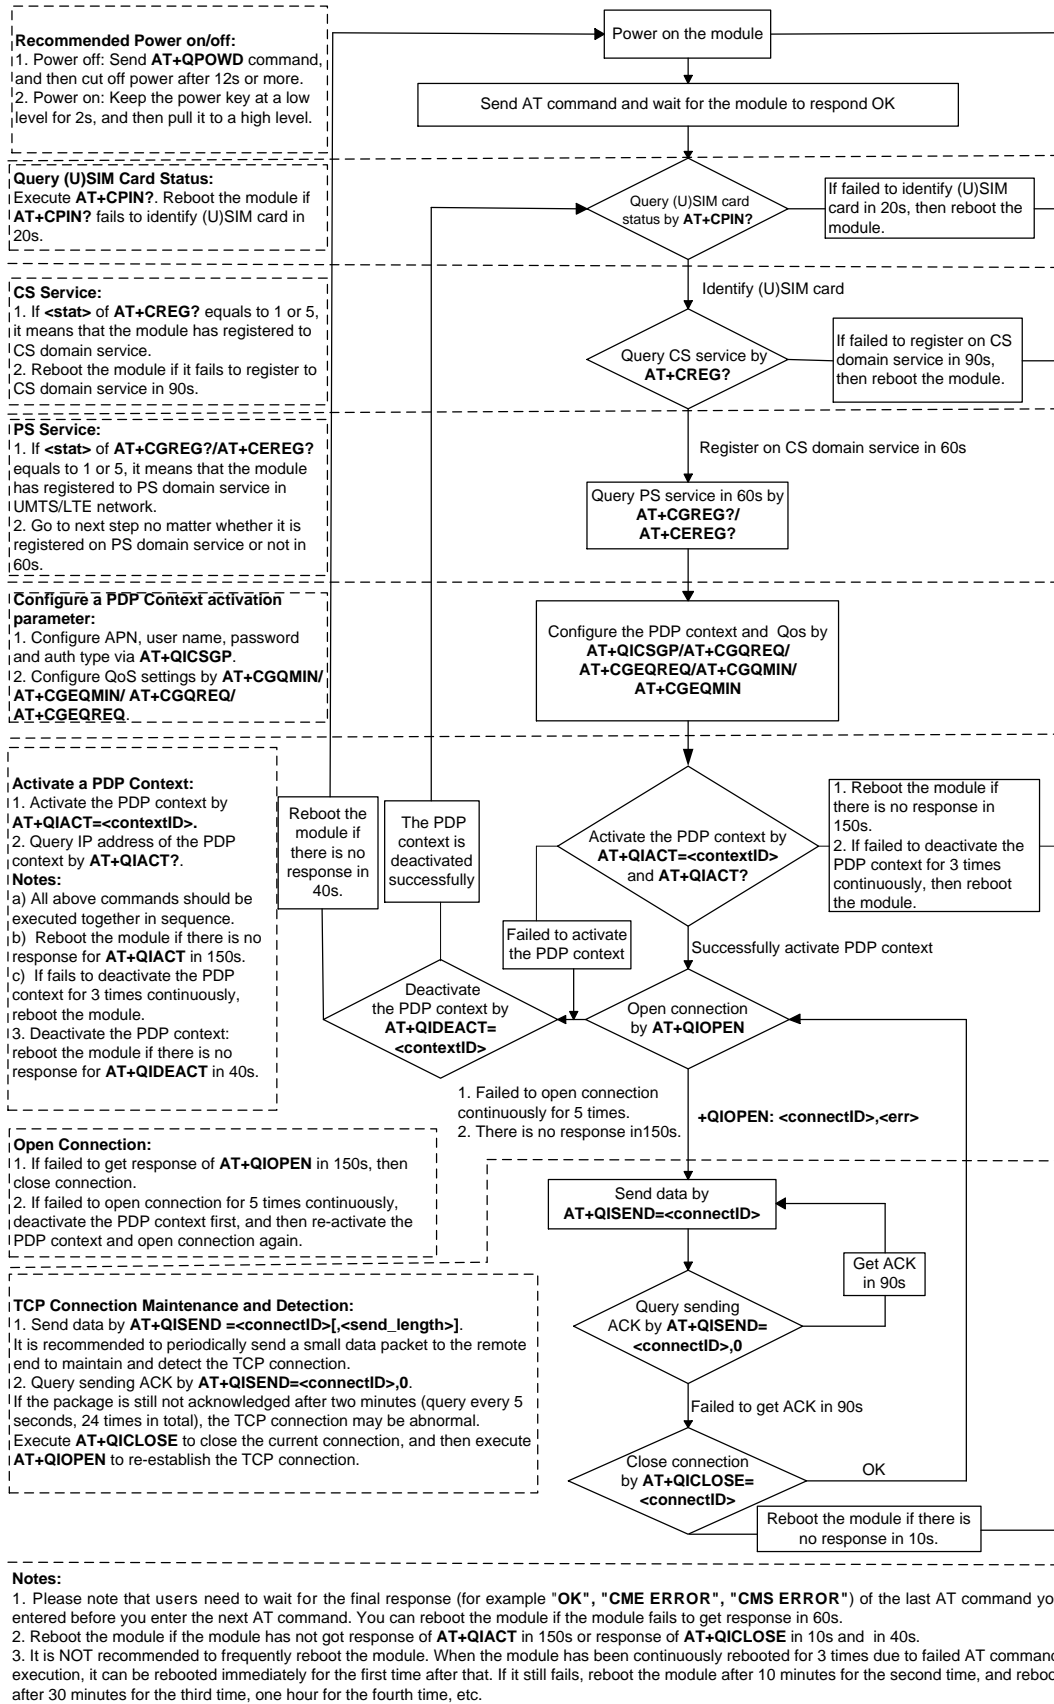 Recommended Power on/off:
1. Power off: Send AT+QPOWD command,
and then cut off power after 12s or more.
2. Power on: Keep the power key at a low
level for 2s, and then pull it to a high level.
Power on the module
Send AT command and wait for the module to respond OK
Query (U)SIM Card Status:
Execute AT+CPIN?. Reboot the module if
AT+CPIN? fails to identify (U)SIM card in
20s.
Query (U)SIM card
status by AT+CPIN?
If failed to identify (U)SIM
card in 20s, then reboot the
module.
Identify (U)SIM card
CS Service:
1. If <stat> of AT+CREG? equals to 1 or 5,
it means that the module has registered to
CS domain service.
2. Reboot the module if it fails to register to
CS domain service in 90s.
Query CS service by
AT+CREG?
If failed to register on CS
domain service in 90s,
then reboot the module.
Register on CS domain service in 60s
PS Service:
1. If <stat> of AT+CGREG?/AT+CEREG?
equals to 1 or 5, it means that the module
has registered to PS domain service in
UMTS/LTE network.
2. Go to next step no matter whether it is
registered on PS domain service or not in
60s.
Query PS service in 60s by
AT+CGREG?/
AT+CEREG?
Configure a PDP Context activation
parameter:
1. Configure APN, user name, password
and auth type via AT+QICSGP.
2. Configure QoS settings by AT+CGQMIN/
AT+CGEQMIN/ AT+CGQREQ/
AT+CGEQREQ.
Configure the PDP context and Qos by
AT+QICSGP/AT+CGQREQ/
AT+CGEQREQ/AT+CGQMIN/
AT+CGEQMIN
Activate a PDP Context:
1. Activate the PDP context by
AT+QIACT=<contextID>.
2. Query IP address of the PDP
context by AT+QIACT?.
Notes:
a) All above commands should be
executed together in sequence.
b) Reboot the module if there is no
response for AT+QIACT in 150s.
c) If fails to deactivate the PDP
context for 3 times continuously,
reboot the module.
3. Deactivate the PDP context:
reboot the module if there is no
response for AT+QIDEACT in 40s.
Reboot the
module if
there is no
response in
40s.
The PDP
context is
deactivated
successfully
Activate the PDP context by
AT+QIACT=<contextID>
and AT+QIACT?
1. Reboot the module if
there is no response in
150s.
2. If failed to deactivate the
PDP context for 3 times
continuously, then reboot
the module.
Failed to activate
the PDP context
Successfully activate PDP context
Deactivate
the PDP context by
AT+QIDEACT=
<contextID>
Open connection
by AT+QIOPEN
1. Failed to open connection
continuously for 5 times.
2. There is no response in150s.
+QIOPEN: <connectID>,<err>
Open Connection:
1. If failed to get response of AT+QIOPEN in 150s, then
close connection.
2. If failed to open connection for 5 times continuously,
deactivate the PDP context first, and then re-activate the
PDP context and open connection again.
Send data by
AT+QISEND=<connectID>
Get ACK
in 90s
TCP Connection Maintenance and Detection:
1. Send data by AT+QISEND =<connectID>[,<send_length>].
It is recommended to periodically send a small data packet to the remote
end to maintain and detect the TCP connection.
2. Query sending ACK by AT+QISEND=<connectID>,0.
If the package is still not acknowledged after two minutes (query every 5
seconds, 24 times in total), the TCP connection may be abnormal.
Execute AT+QICLOSE to close the current connection, and then execute
AT+QIOPEN to re-establish the TCP connection.
Query sending
ACK by AT+QISEND=
<connectID>,0
Failed to get ACK in 90s
Close connection
by AT+QICLOSE=
<connectID>
OK
Reboot the module if there is
no response in 10s.
Notes:
1. Please note that users need to wait for the final response (for example "OK", "CME ERROR", "CMS ERROR") of the last AT command yo
entered before you enter the next AT command. You can reboot the module if the module fails to get response in 60s.
2. Reboot the module if the module has not got response of AT+QIACT in 150s or response of AT+QICLOSE in 10s and in 40s.
3. It is NOT recommended to frequently reboot the module. When the module has been continuously rebooted for 3 times due to failed AT command
execution, it can be rebooted immediately for the first time after that. If it still fails, reboot the module after 10 minutes for the second time, and reboo
after 30 minutes for the third time, one hour for the fourth time, etc.